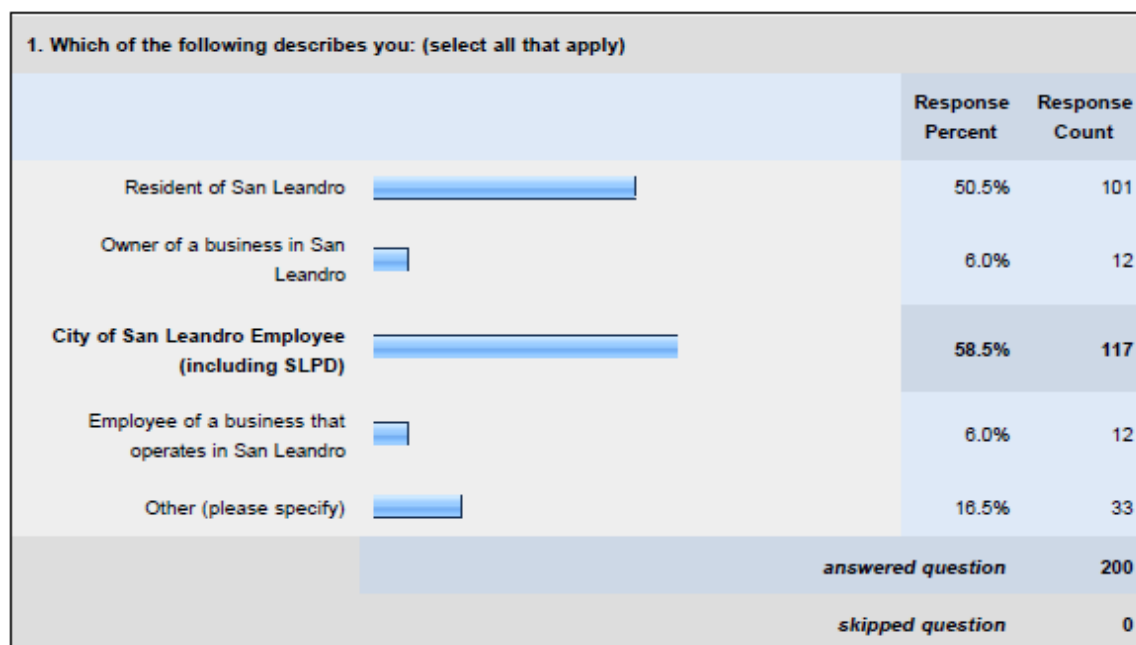 1. Which of the following describes you: (select all that apply)
Response Percent
Response Count
Resident of San Leandro 50.5% 101
Owner of a business in San
Leandro 6.0% 12
City of San Leandro Employee
(including SLPD) 58.5% 117
Employee of a business that
operates in San Leandro 6.0% 12
Other (please specify) 16.5% 33
answered question 200
skipped question 0